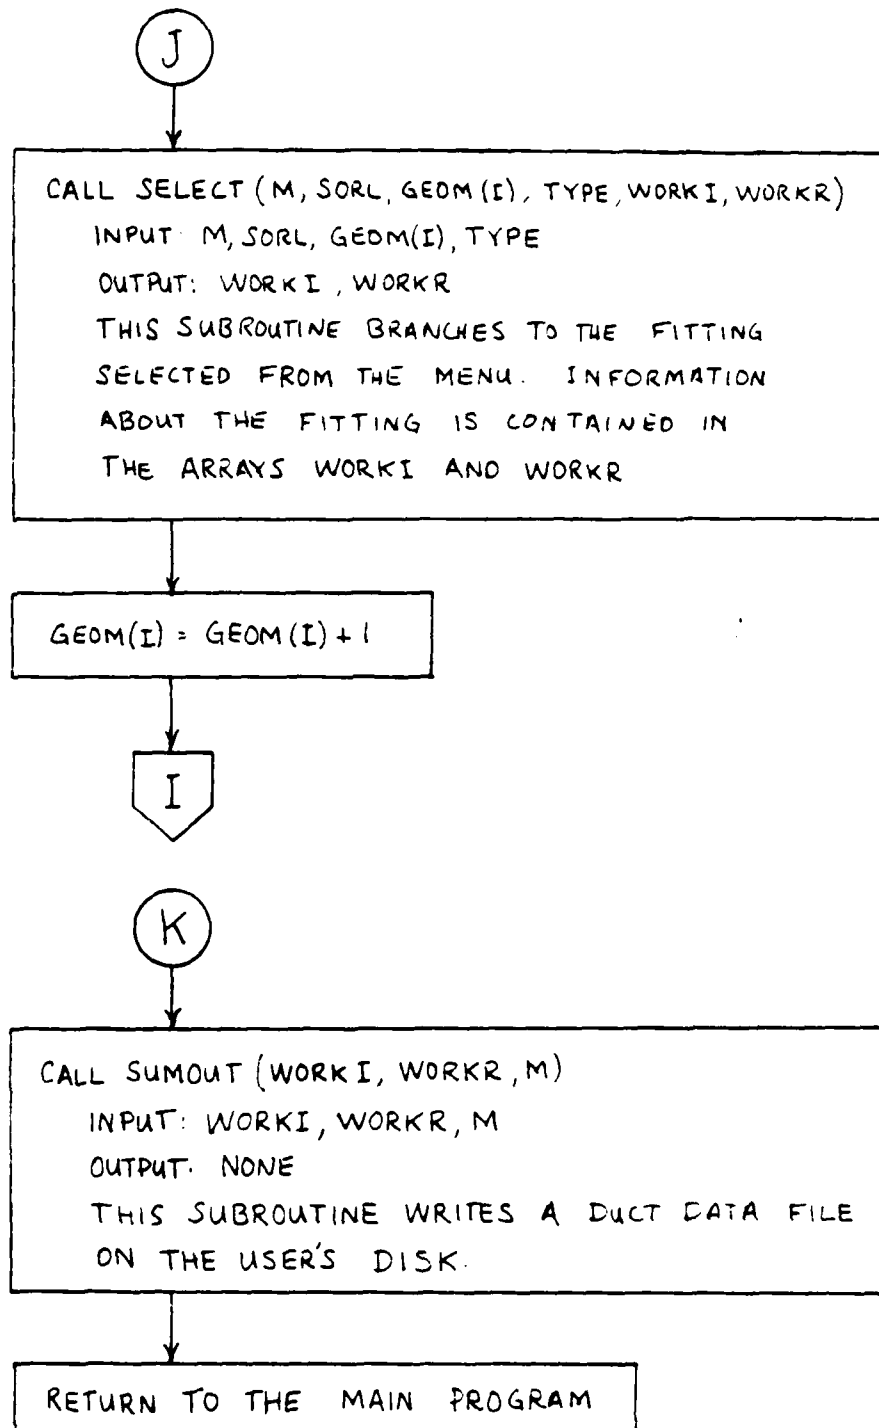 J
CALL SELECT (M, SORL, GEOM(I), TYPE, WORKI, WORKR)
INPUT: M, SORL, GEOM(I), TYPE
OUTPUT: WORKI, WORKR
THIS SUBROUTINE BRANCHES TO THE FITTING
SELECTED FROM THE MENU. INFORMATION
ABOUT THE FITTING IS CONTAINED IN
THE ARRAYS WORKI AND WORKR
GEOM(I) = GEOM(I) + 1
I
K
CALL SUMOUT (WORKI, WORKR, M)
INPUT: WORKI, WORKR, M
OUTPUT: NONE
THIS SUBROUTINE WRITES A DUCT DATA FILE
ON THE USER'S DISK.
RETURN TO THE MAIN PROGRAM